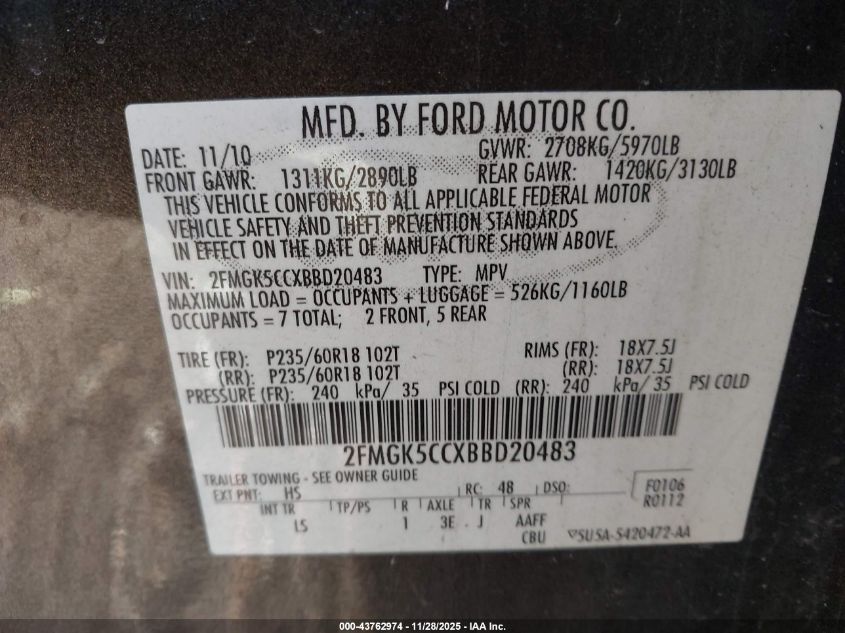 MFD. BY FORD MOTOR CO.
DATE: 11/10 GVWR: 2708KG/5970LB
FRONT GAWR: 1311KG/2890LB REAR GAWR: 1420KG/3130LB
THIS VEHICLE CONFORMS TO ALL APPLICABLE FEDERAL MOTOR
VEHICLE SAFETY AND THEFT PREVENTION STANDARDS
IN EFFECT ON THE DATE OF MANUFACTURE SHOWN ABOVE.
VIN: 2FMGK5CCXBBD20483 TYPE: MPV
MAXIMUM LOAD = OCCUPANTS + LUGGAGE = 526KG/1160LB
OCCUPANTS = 7 TOTAL; 2 FRONT, 5 REAR
TIRE (FR): P235/60R18 102T RIMS (FR): 18X7.5J
(RR): P235/60R18 102T (RR): 18X7.5J
PRESSURE (FR): 240 kPa/ 35 PSI COLD (RR): 240 kPa/ 35 PSI COLD
2FMGK5CCXBBD20483
TRAILER TOWING - SEE OWNER GUIDE
EXT PNT: HS RC: 48 DSO: F0106
R0112
INT TR TP/PS R AXLE TR SPR
LS 1 3E J AAFF
CBU 5U5A-5420472-AA
000-43762974 - 11/28/2025 - IAA Inc.